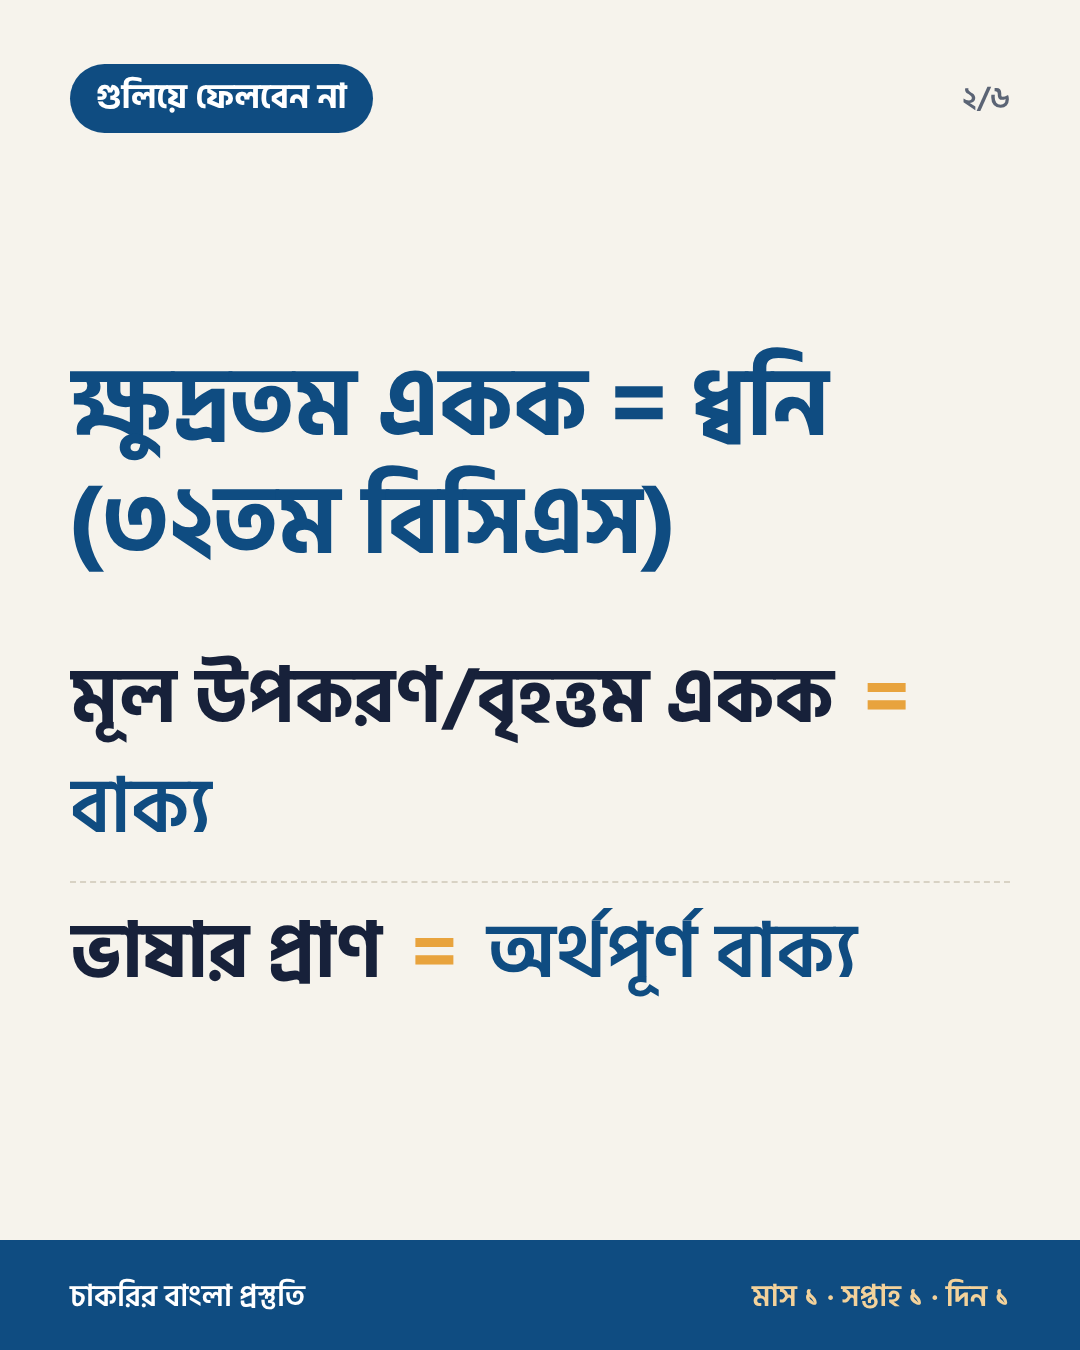 গুলিয়ে ফেলবেন না
২/৬
ক্ষুদ্রতম একক = ধ্বনি
(৩২তম বিসিএস)
মূল উপকরণ/বৃহত্তম একক =
বাক্য
ভাষার প্রাণ = অর্থপূর্ণ বাক্য
চাকরির বাংলা প্রস্তুতি
মাস ১ · সপ্তাহ ১ · দিন ১